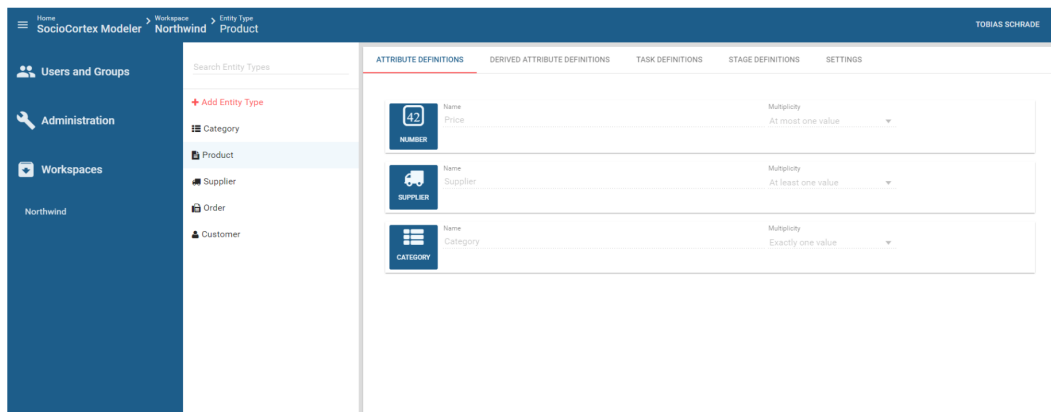 Home
SocioCortex Modeler
Workspace
Northwind
Entity Type
Product
TOBIAS SCHRADE
Users and Groups
Administration
Workspaces
Northwind
Search Entity Types
+ Add Entity Type
Category
Product
Supplier
Order
Customer
ATTRIBUTE DEFINITIONS DERIVED ATTRIBUTE DEFINITIONS TASK DEFINITIONS STAGE DEFINITIONS SETTINGS
42
NUMBER
Name
Price
Multiplicity
At most one value
SUPPLIER
Name
Supplier
Multiplicity
At least one value
CATEGORY
Name
Category
Multiplicity
Exactly one value